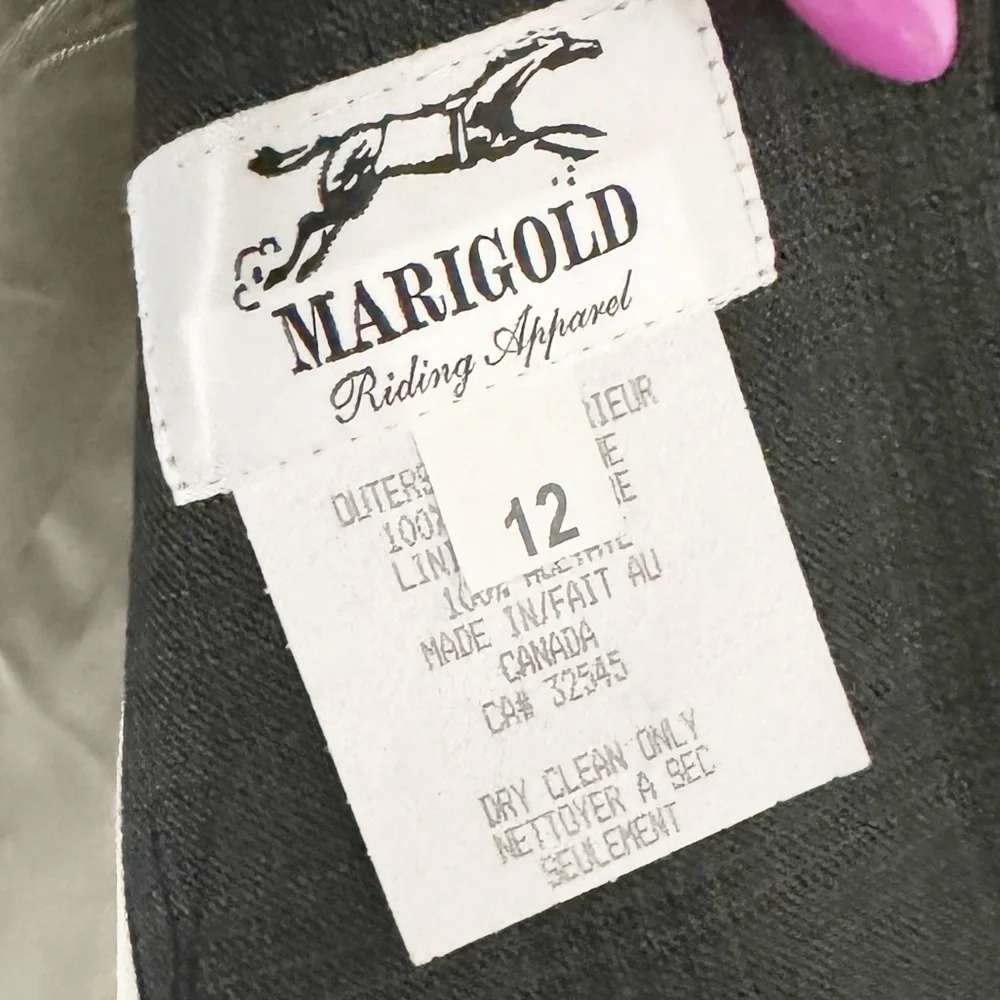 MARIGOLD
Riding Apparel
12
MADE IN/FAIT AU
CANADA
CA# 32545
DRY CLEAN ONLY
NETTOYER A SEC
SEULEMENT